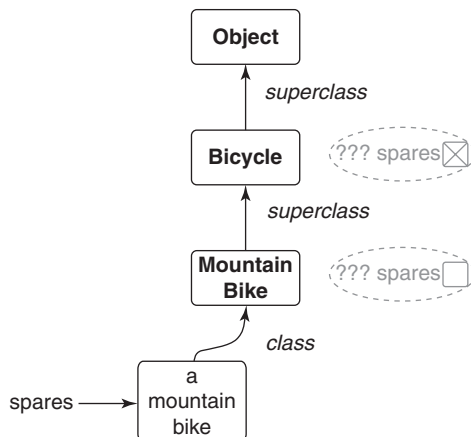 Object
superclass
Bicycle
??? spares
superclass
Mountain
Bike
??? spares
class
spares
a
mountain
bike